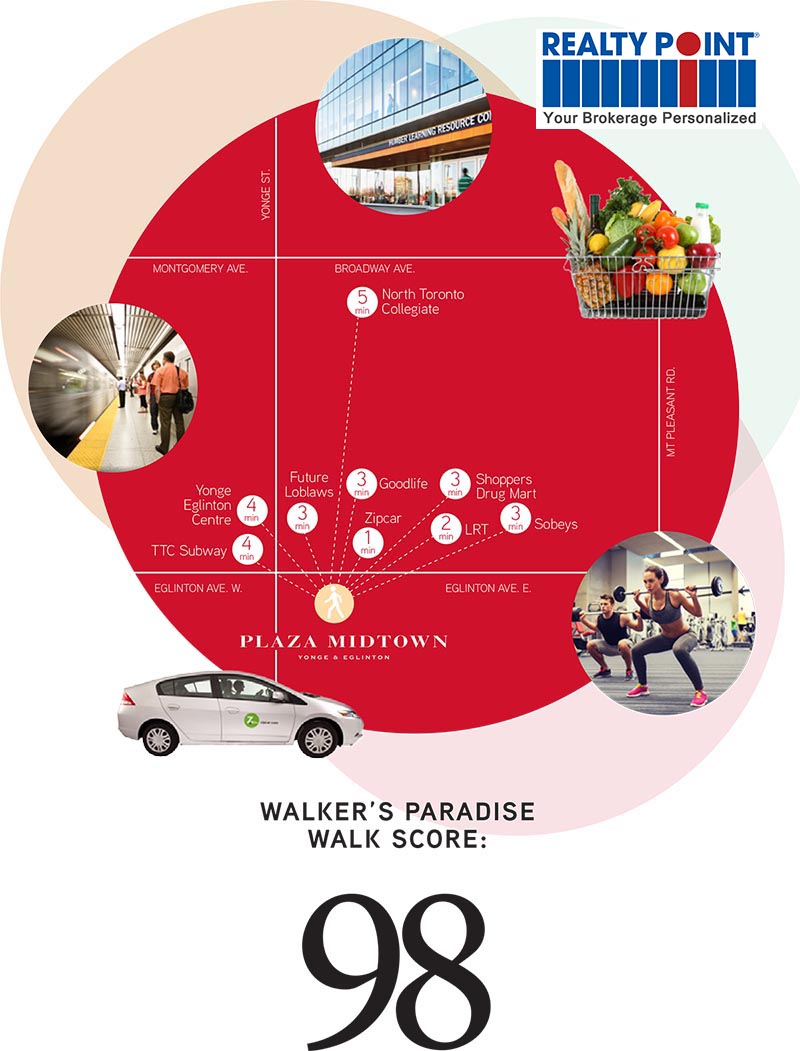 REALTY POINT®
Your Brokerage Personalized
HUMBER LEARNING RESOURCE CO
YONGE ST.
MONTGOMERY AVE.
BROADWAY AVE.
5 min
North Toronto
Collegiate
MT PLEASANT RD.
Yonge
Eglinton
Centre
4 min
Future
Loblaws
3 min
3 min
Goodlife
3 min
Shoppers
Drug Mart
TTC Subway
4 min
Zipcar
1 min
2 min
LRT
3 min
Sobeys
EGLINTON AVE. W.
EGLINTON AVE. E.
PLAZA MIDTOWN
YONGE & EGLINTON
WALKER'S PARADISE
WALK SCORE:
98